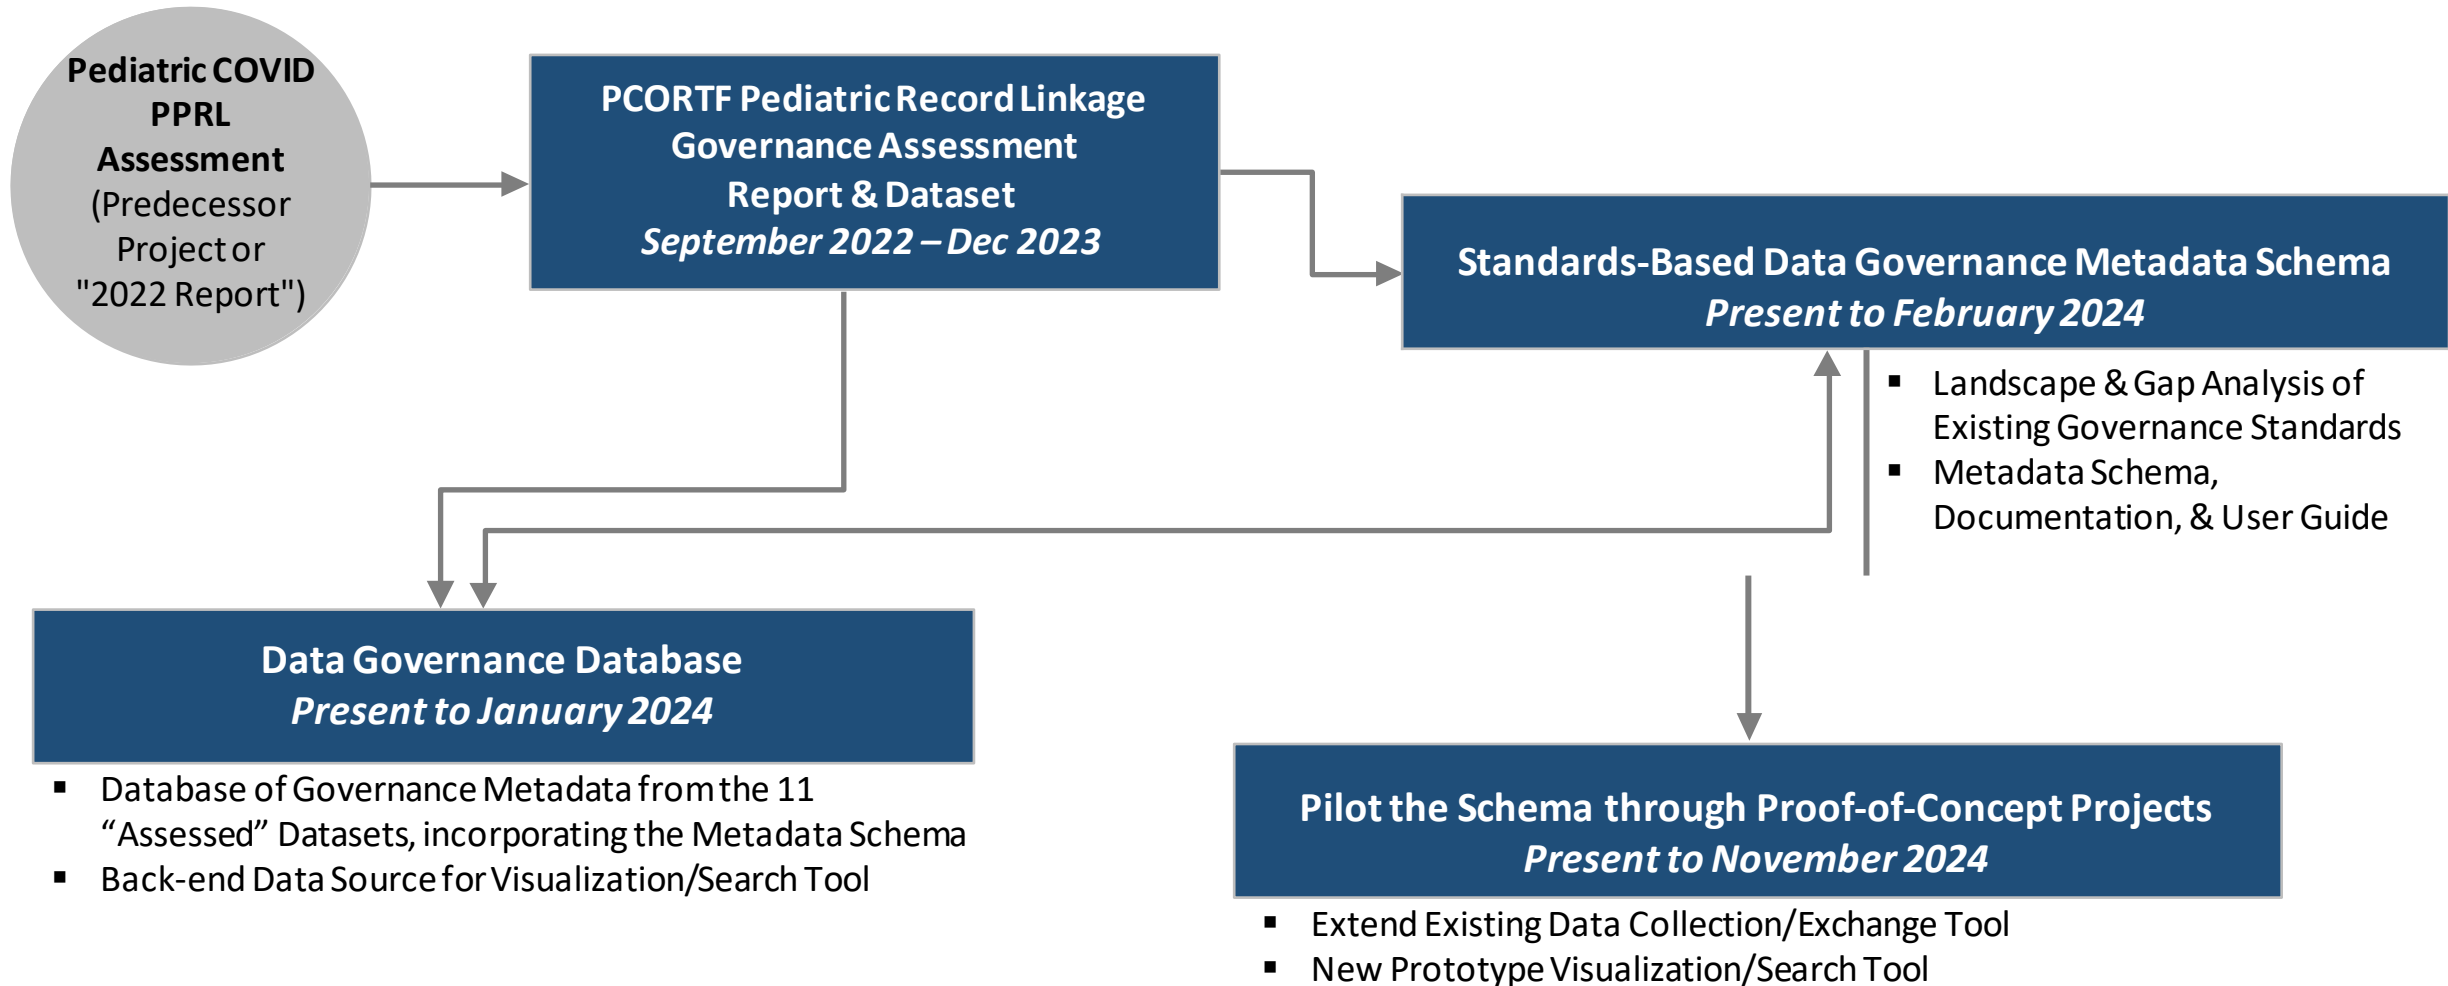 Pediatric COVID
PPRL
Assessment
(Predecessor
Project or
"2022 Report")
PCORTF Pediatric Record Linkage
Governance Assessment
Report & Dataset
September 2022 – Dec 2023
Standards-Based Data Governance Metadata Schema
Present to February 2024
▪ Landscape & Gap Analysis of
Existing Governance Standards
▪ Metadata Schema,
Documentation, & User Guide
Data Governance Database
Present to January 2024
▪ Database of Governance Metadata from the 11
“Assessed” Datasets, incorporating the Metadata Schema
▪ Back-end Data Source for Visualization/Search Tool
Pilot the Schema through Proof-of-Concept Projects
Present to November 2024
▪ Extend Existing Data Collection/Exchange Tool
▪ New Prototype Visualization/Search Tool